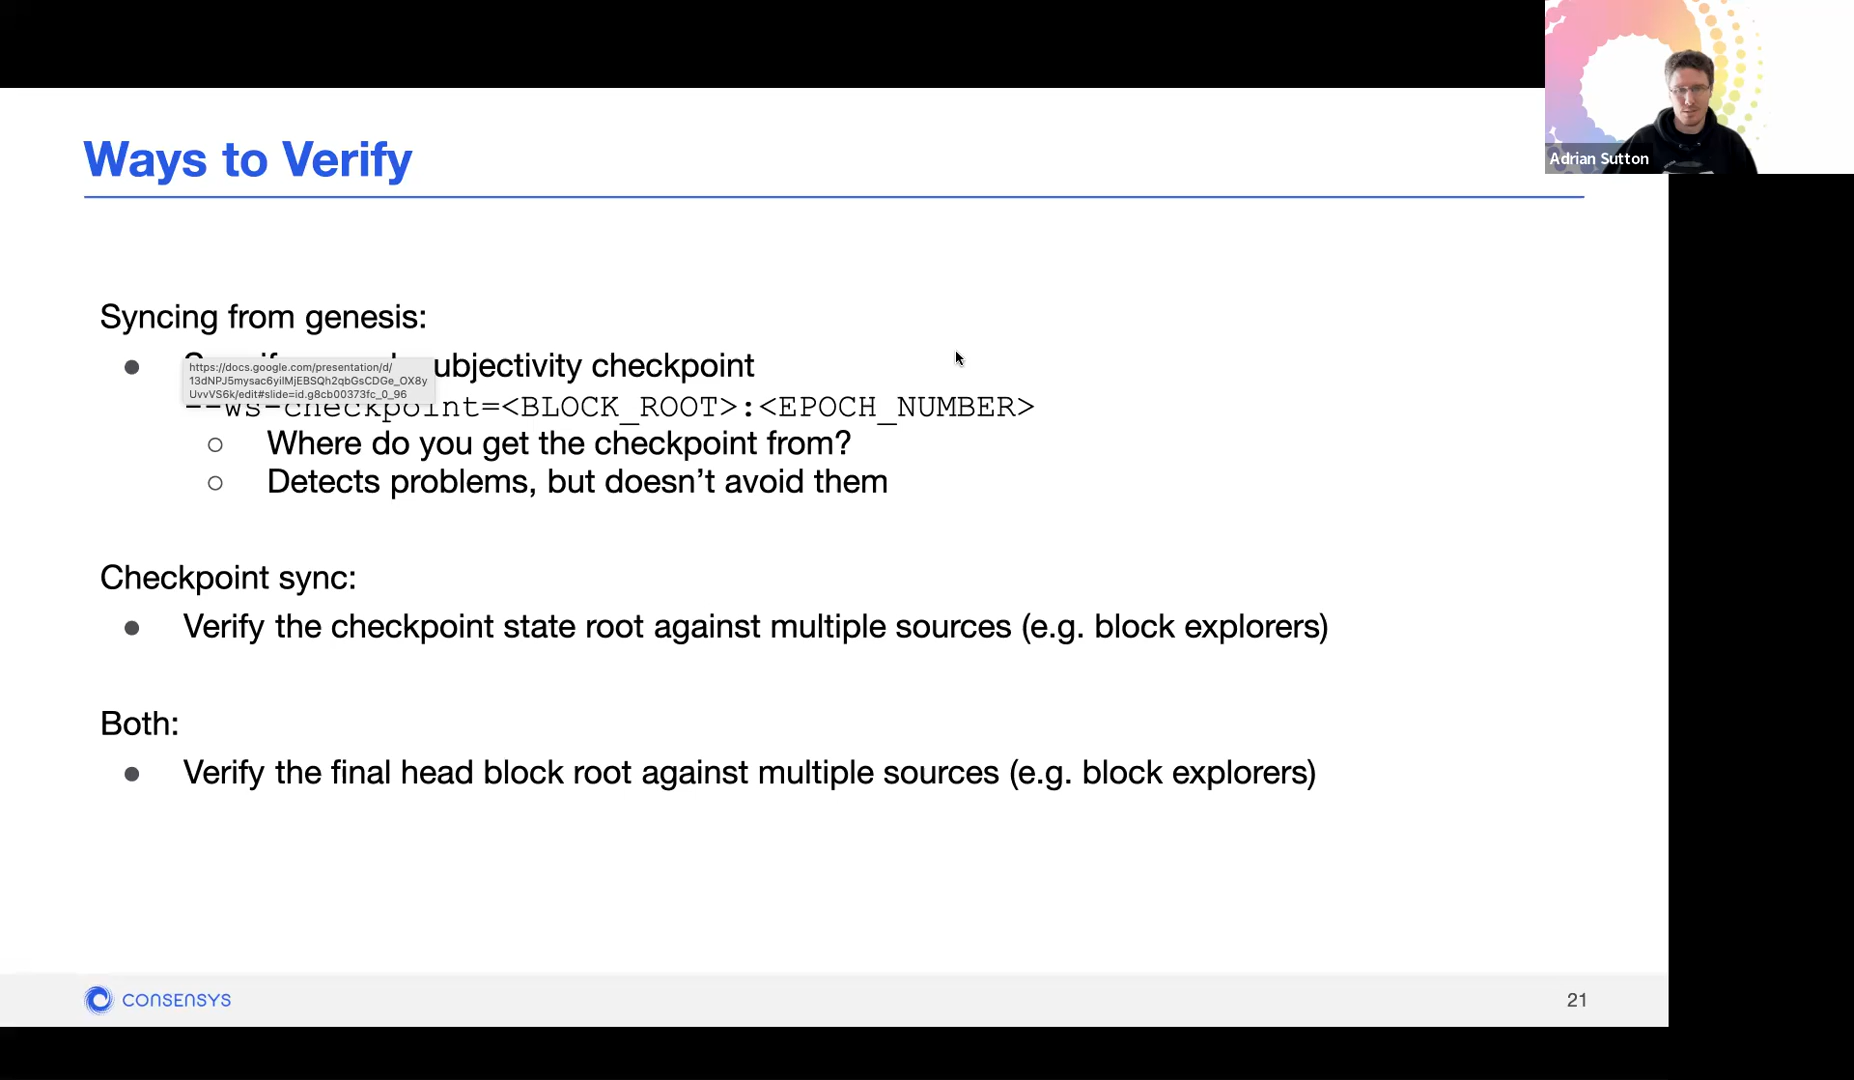 Adrian Sutton
Ways to Verify
Syncing from genesis:
ubjectivity checkpoint
https://docs.google.com/presentation/d/
13dNPJ5mysac6yilMjEBSQh2qbGsCDGe_OX8y
UvvVS6k/edit#slide=id.g8cb00373fc_0_96
--ws-checkpoint=<BLOCK_ROOT>:<EPOCH_NUMBER>
Where do you get the checkpoint from?
Detects problems, but doesn’t avoid them
Checkpoint sync:
Verify the checkpoint state root against multiple sources (e.g. block explorers)
Both:
Verify the final head block root against multiple sources (e.g. block explorers)
CONSENSYS
21